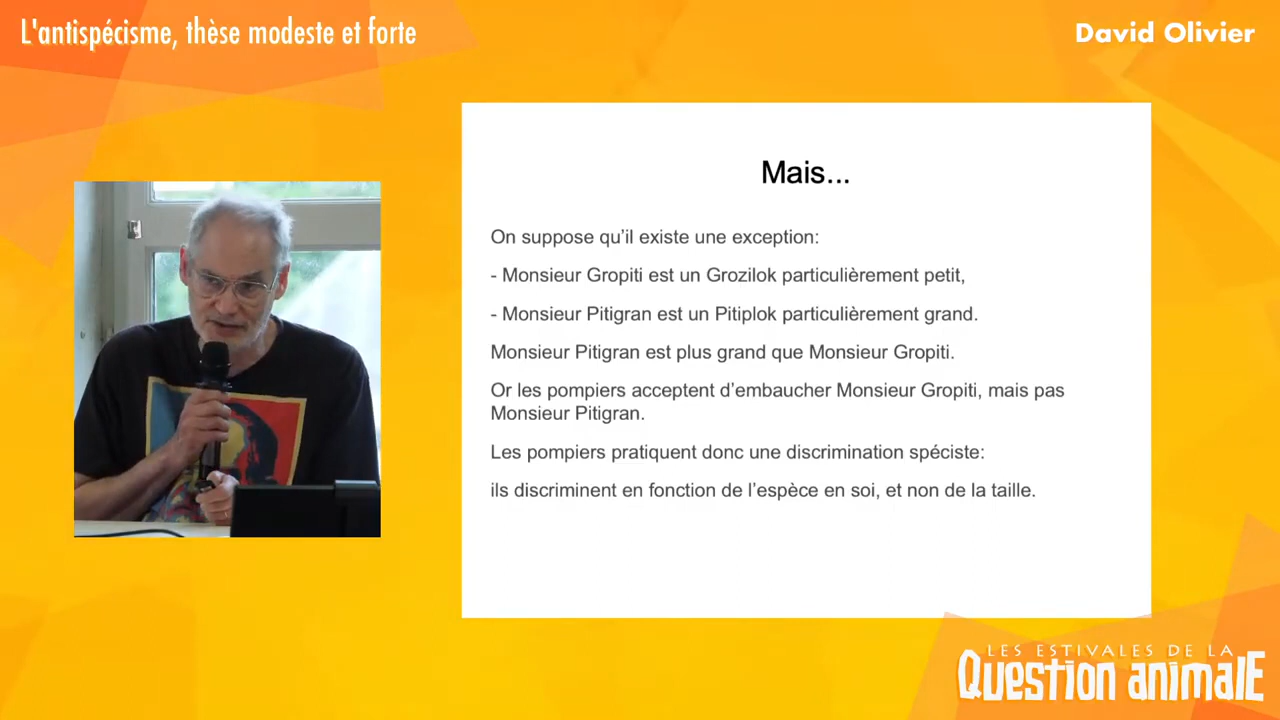 L'antispécisme, thèse modeste et forte
David Olivier
Mais...
On suppose qu'il existe une exception:
- Monsieur Gropiti est un Grozilok particulièrement petit,
- Monsieur Pitigran est un Pitiplok particulièrement grand.
Monsieur Pitigran est plus grand que Monsieur Gropiti.
Or les pompiers acceptent d'embaucher Monsieur Gropiti, mais pas
Monsieur Pitigran.
Les pompiers pratiquent donc une discrimination spéciste:
ils discriminent en fonction de l'espèce en soi, et non de la taille.
LES ESTIVALES DE LA
QUESTION ANIMALE